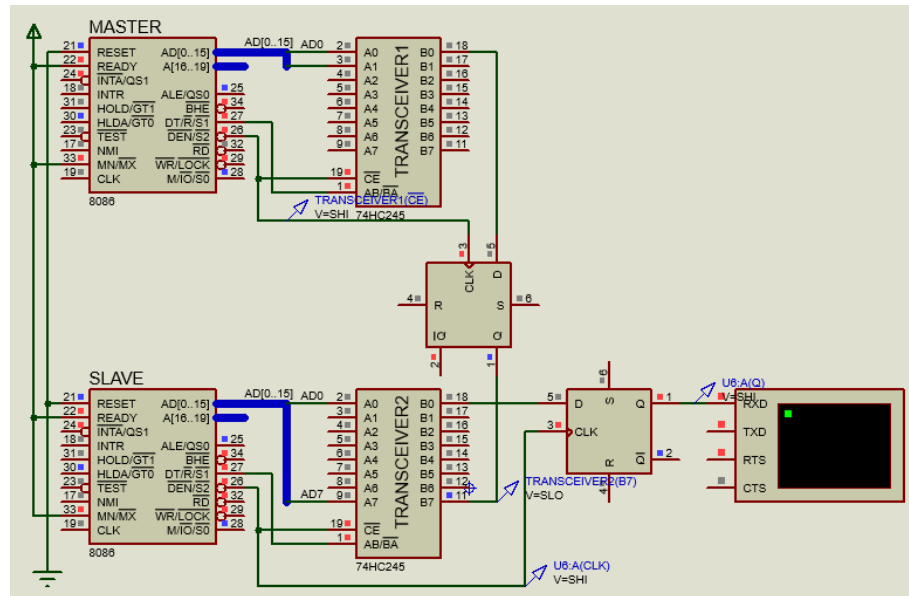 MASTER
21 RESET AD[0..15] AD[0..15] AD0 2 A0 B0 18
22 READY A[16..19] 3 A1 B1 17
24 INTA/QS1 4 A2 B2 16
18 INTR ALE/QS0 25 5 A3 B3 15
31 HOLD/GT1 BHE 34 6 A4 B4 14
30 HLDA/GT0 DT/R/S1 27 7 A5 B5 13
23 TEST DEN/S2 26 8 A6 B6 12
17 NMI RD 32 9 A7 B7 11
33 MN/MX WR/LOCK 29 19 CE
19 CLK M/IO/S0 28 1 AB/BA
TRANSCEIVER1
8086
TRANSCEIVER1(CE)
V=SHI 74HC245
3 5
CLK D
4 R S 6
Q Q
2 1
SLAVE
21 RESET AD[0..15] AD[0..15] AD0 2 A0 B0 18
22 READY A[16..19] 3 A1 B1 17
24 INTA/QS1 4 A2 B2 16
18 INTR ALE/QS0 25 5 A3 B3 15
31 HOLD/GT1 BHE 34 6 A4 B4 14
30 HLDA/GT0 DT/R/S1 27 7 A5 B5 13
23 TEST DEN/S2 26 8 A6 B6 12
17 NMI RD 32 AD7 9 A7 B7 11
33 MN/MX WR/LOCK 29 19 CE
19 CLK M/IO/S0 28 1 AB/BA
TRANSCEIVER2
8086
74HC245
6
5 D S Q 1
3 CLK
R Q 2
4
U6:A(Q)
V=SHI
RXD
TXD
RTS
CTS
TRANSCEIVER2(B7)
V=SLO
U6:A(CLK)
V=SHI